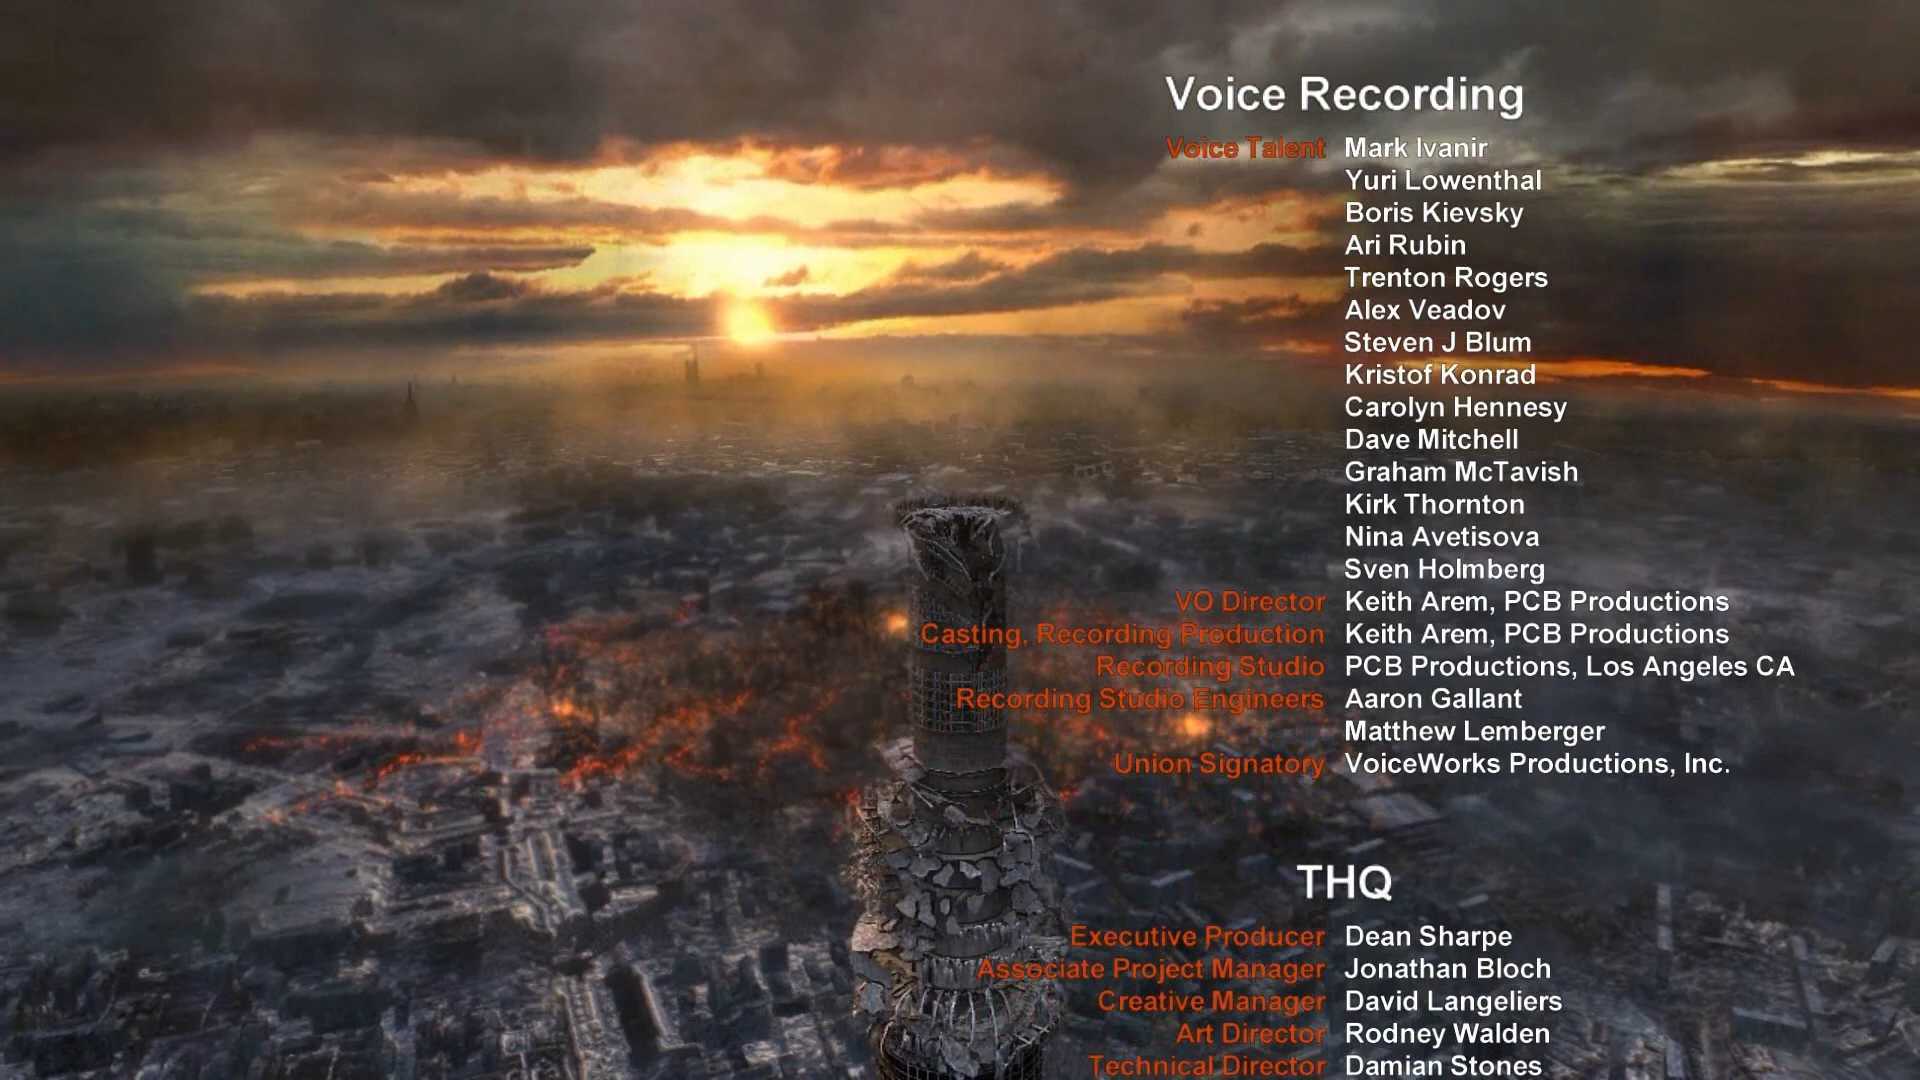 Voice Recording
Voice Talent Mark Ivanir
Yuri Lowenthal
Boris Kievsky
Ari Rubin
Trenton Rogers
Alex Veadov
Steven J Blum
Kristof Konrad
Carolyn Hennesy
Dave Mitchell
Graham McTavish
Kirk Thornton
Nina Avetisova
Sven Holmberg
VO Director Keith Arem, PCB Productions
Casting, Recording Production Keith Arem, PCB Productions
Recording Studio PCB Productions, Los Angeles CA
Recording Studio Engineers Aaron Gallant
Matthew Lemberger
Union Signatory VoiceWorks Productions, Inc.
THQ
Executive Producer Dean Sharpe
Associate Project Manager Jonathan Bloch
Creative Manager David Langeliers
Art Director Rodney Walden
Technical Director Damian Stones